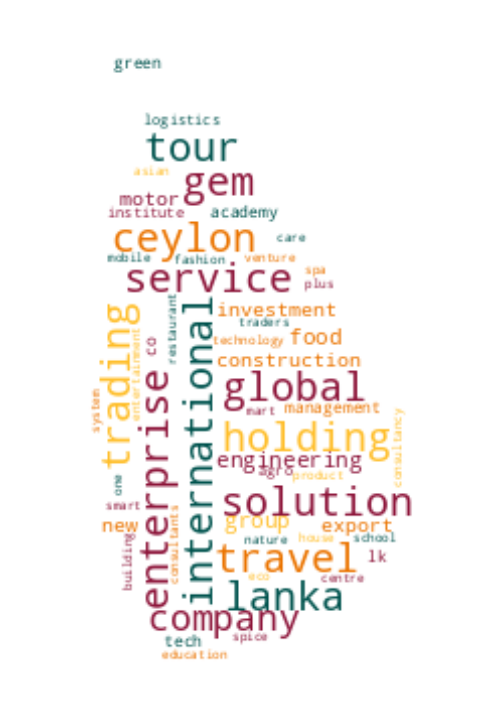 green
logistics
tour
asian
gem
motor
institute
academy
ceylon
care
mobile
fashion
venture
service
spa
plus
trading
entertainment
co
restaurant
international
investment
traders
technology
food
construction
enterprise
global
system
mart
management
holding
consultancy
engineering
agro
product
one
smart
solution
new
consultants
group
export
building
nature
house
school
travel
lk
eco
centre
lanka
company
tech
spice
education